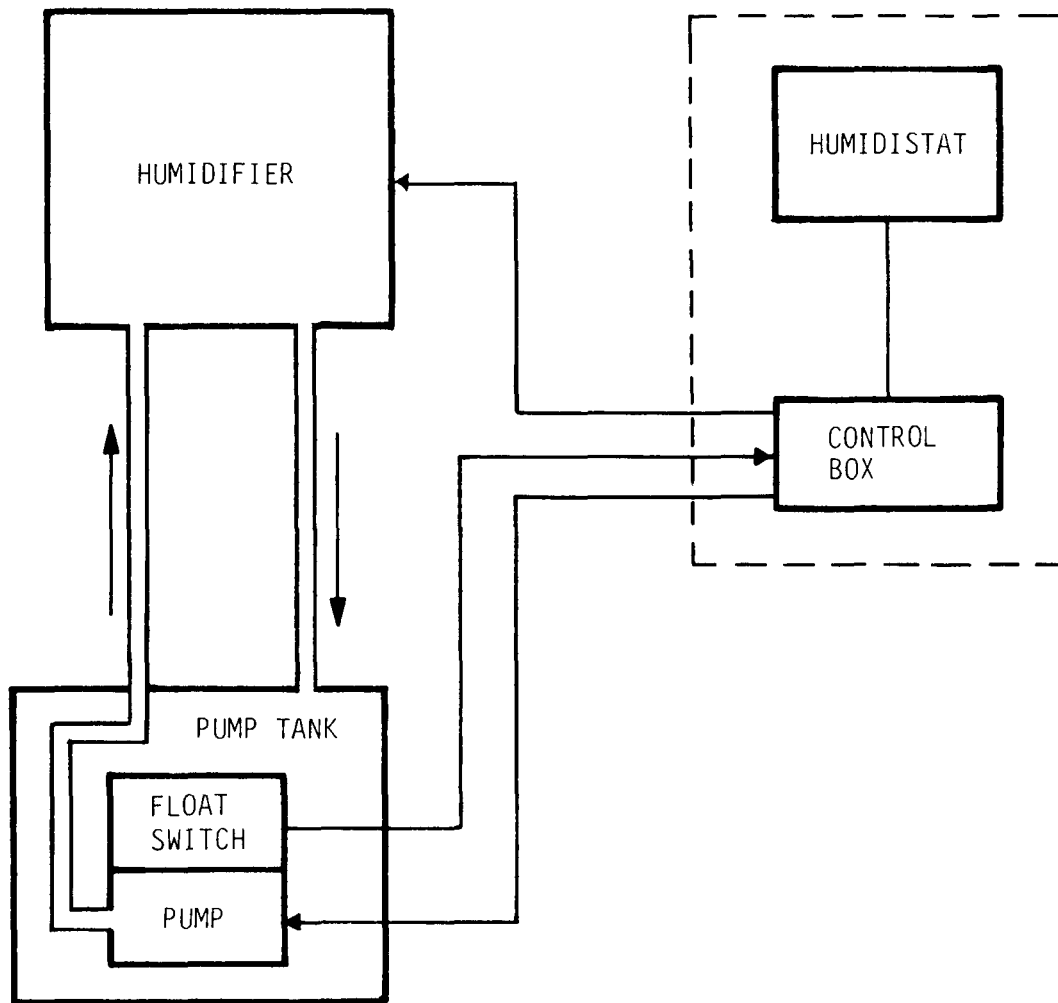 HUMIDIFIER
HUMIDISTAT
CONTROL
BOX
PUMP TANK
FLOAT
SWITCH
PUMP